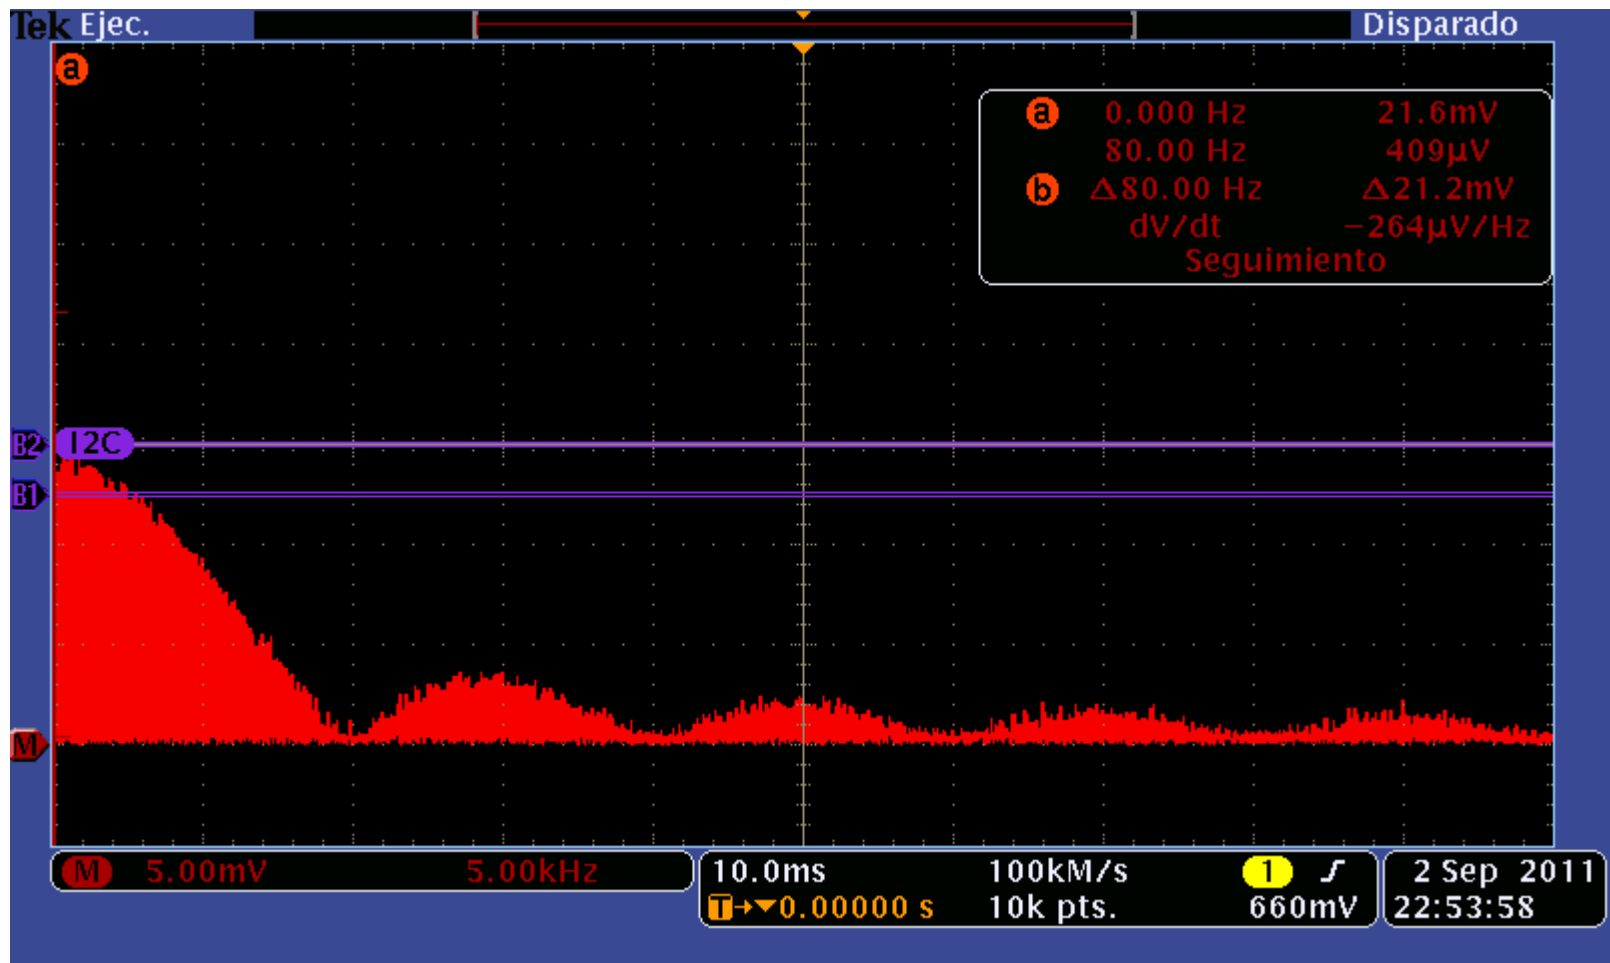 Tek Ejec. Disparado
a
a 0.000 Hz 21.6mV
80.00 Hz 409µV
b Δ80.00 Hz Δ21.2mV
dV/dt −264µV/Hz
Seguimiento
B2 I2C
B1
M
M 5.00mV 5.00kHz
10.0ms 100kM/s 1
T→▼0.00000 s 10k pts. 660mV
2 Sep 2011
22:53:58